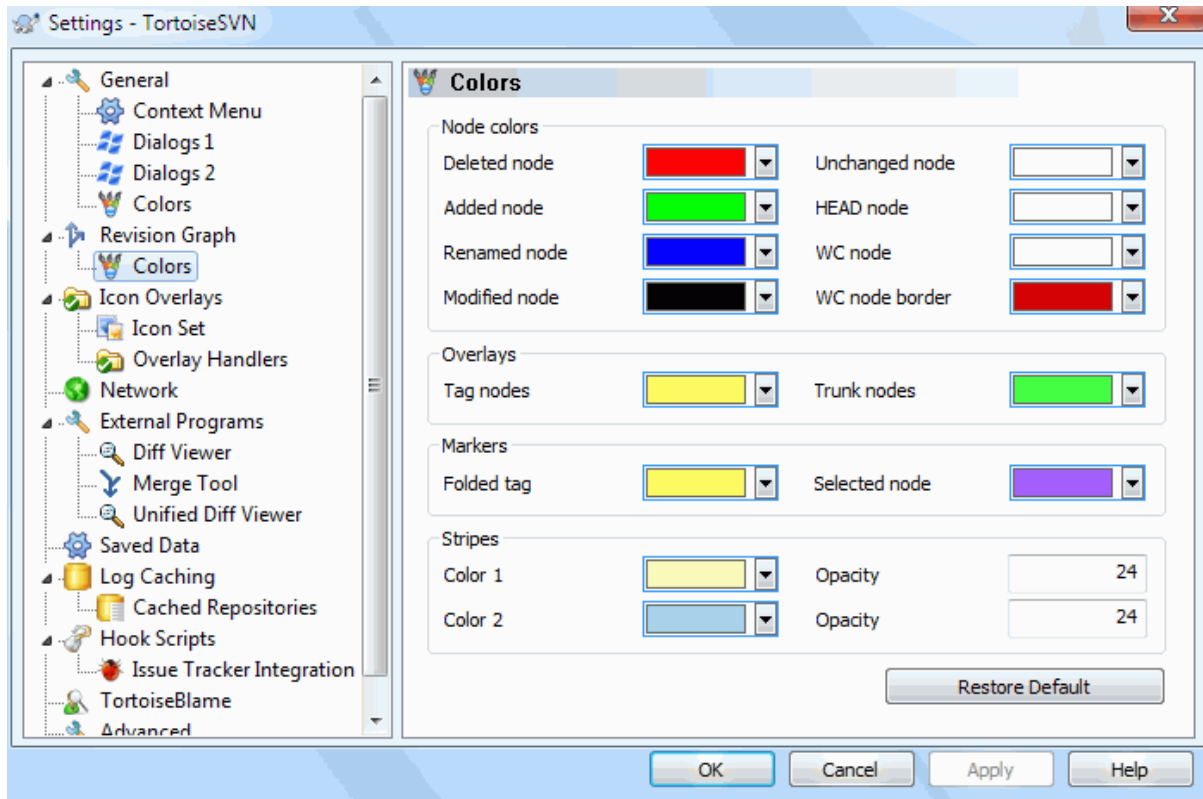 Settings - TortoiseSVN
General
Context Menu
Dialogs 1
Dialogs 2
Colors
Revision Graph
Colors
Icon Overlays
Icon Set
Overlay Handlers
Network
External Programs
Diff Viewer
Merge Tool
Unified Diff Viewer
Saved Data
Log Caching
Cached Repositories
Hook Scripts
Issue Tracker Integration
TortoiseBlame
Advanced
Colors
Node colors
Deleted node Unchanged node
Added node HEAD node
Renamed node WC node
Modified node WC node border
Overlays
Tag nodes Trunk nodes
Markers
Folded tag Selected node
Stripes
Color 1 Opacity 24
Color 2 Opacity 24
Restore Default
OK Cancel Apply Help